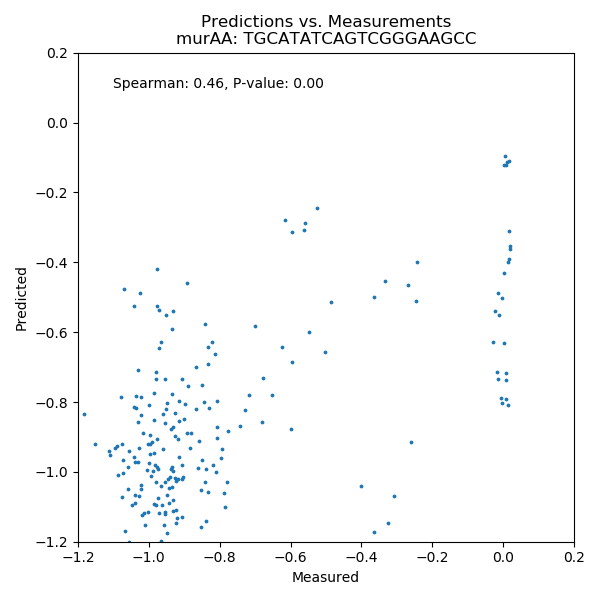 Predictions vs. Measurements
murAA: TGCATATCAGTCGGGAAGCC
Spearman: 0.46, P-value: 0.00
0.2
0.0
−0.2
−0.4
−0.6
−0.8
−1.0
−1.2
Predicted
−1.2 −1.0 −0.8 −0.6 −0.4 −0.2 0.0 0.2
Measured